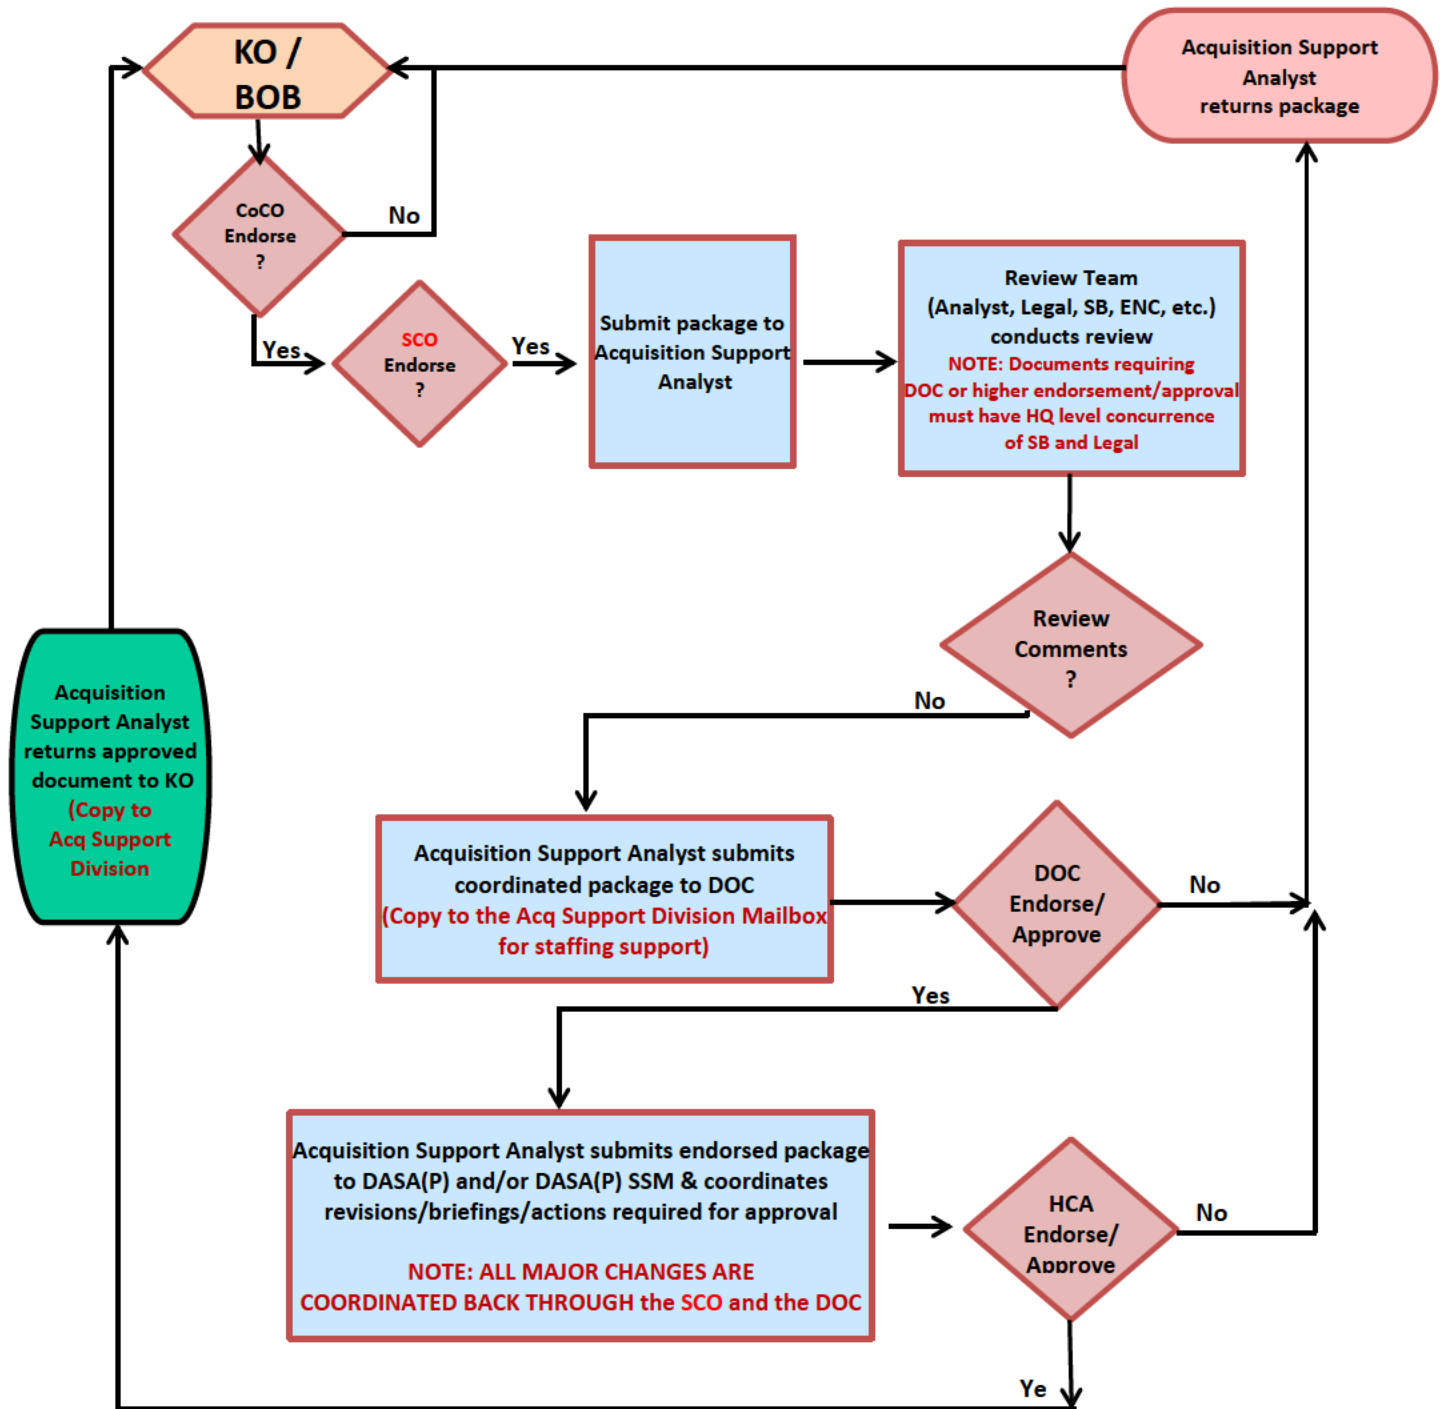 KO /
BOB
Acquisition Support
Analyst
returns package
CoCO
Endorse
?
No
Yes
SCO
Endorse
?
Yes
Submit package to
Acquisition Support
Analyst
Review Team
(Analyst, Legal, SB, ENC, etc.)
conducts review
NOTE: Documents requiring
DOC or higher endorsement/approval
must have HQ level concurrence
of SB and Legal
Review
Comments
?
No
Acquisition
Support Analyst
returns approved
document to KO
(Copy to
Acq Support
Division
Acquisition Support Analyst submits
coordinated package to DOC
(Copy to the Acq Support Division Mailbox
for staffing support)
DOC
Endorse/
Approve
No
Yes
Acquisition Support Analyst submits endorsed package
to DASA(P) and/or DASA(P) SSM & coordinates
revisions/briefings/actions required for approval
NOTE: ALL MAJOR CHANGES ARE
COORDINATED BACK THROUGH the SCO and the DOC
HCA
Endorse/
Approve
No
Ye